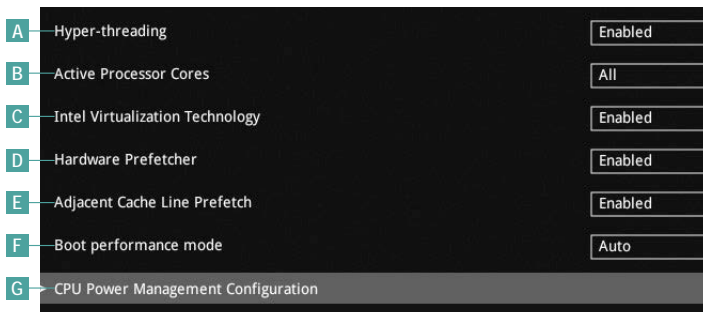 A Hyper-threading Enabled
B Active Processor Cores All
C Intel Virtualization Technology Enabled
D Hardware Prefetcher Enabled
E Adjacent Cache Line Prefetch Enabled
F Boot performance mode Auto
G CPU Power Management Configuration